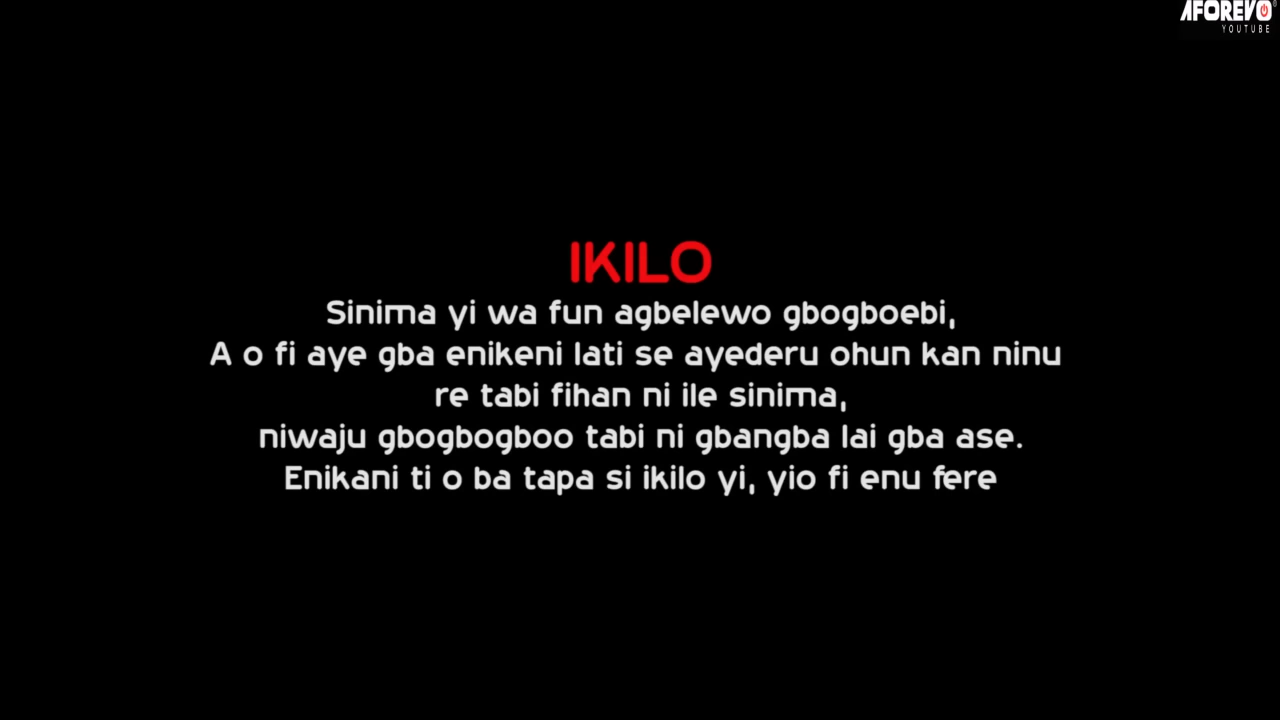 AFOREVO
YOUTUBE
IKILO
Sinima yi wa fun agbelewo gbogboebi,
A o fi aye gba enikeni lati se ayederu ohun kan ninu
re tabi fihan ni ile sinima,
niwaju gbogbogboo tabi ni gbangba lai gba ase.
Enikani ti o ba tapa si ikilo yi, yio fi enu fere